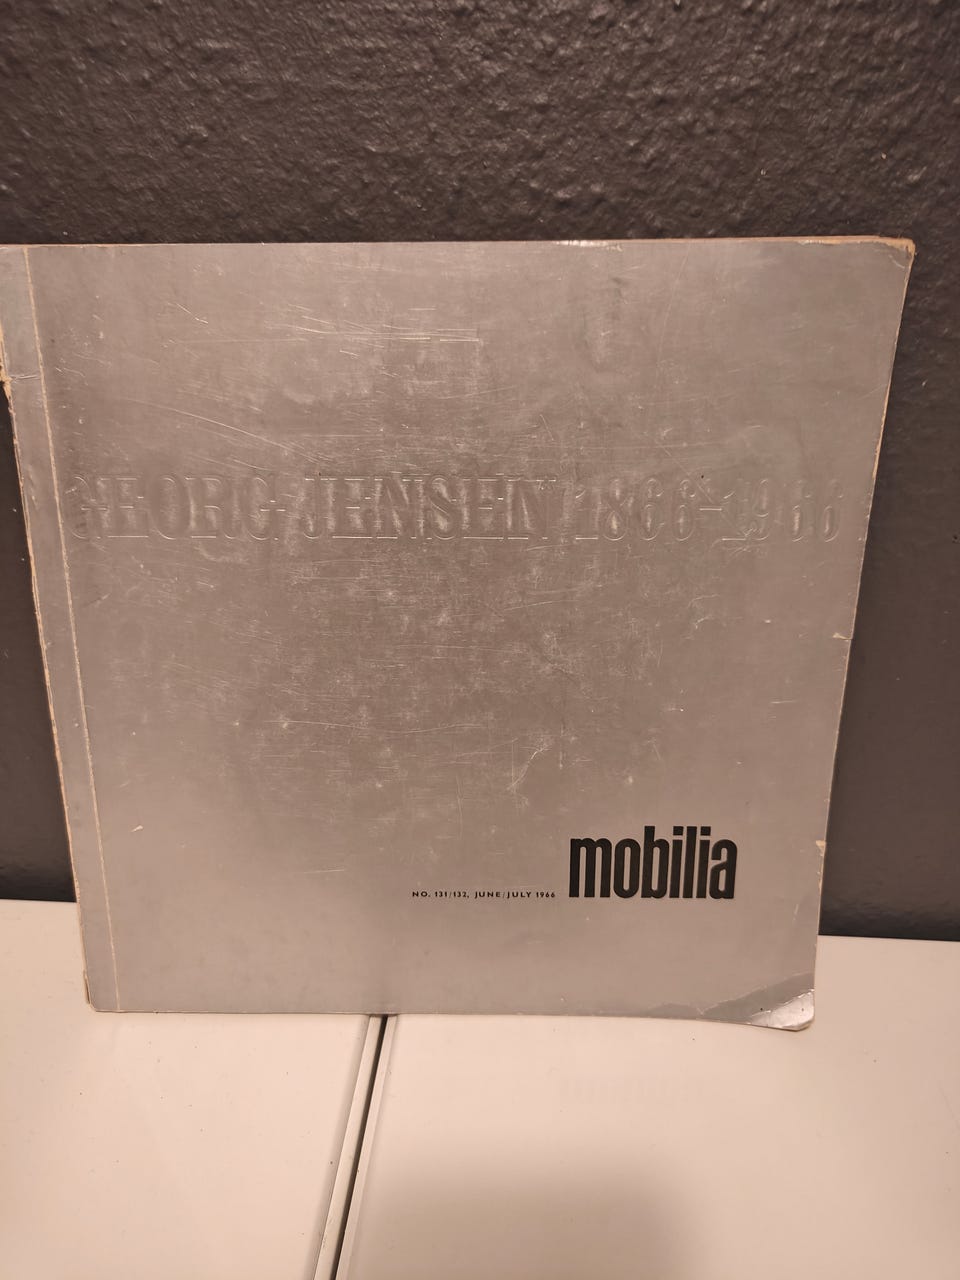 GEORG JENSEN 1866-1966
NO. 131/132, JUNE/JULY 1966 mobilia